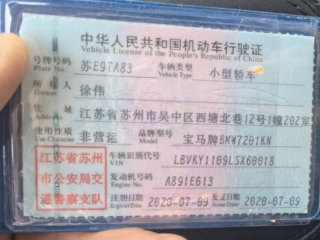 中华人民共和国机动车行驶证
Vehicle License of the People's Republic of China
号牌号码 苏E97A83 车辆类型 小型轿车
Plate No. Vehicle Type
所有人 徐伟
Owner
住址 江苏省苏州市吴中区西塘北巷12号1幢202室
使用性质 非营运 品牌型号 宝马牌BMW7201KN
Use Character Model
江苏省苏州 车辆识别代号 LBVKY1109LSX60018
VIN
市公安局交 发动机号码 A891E613
Engine No.
通警察支队 注册日期 2020-07-09 发证日期 2020-07-09
Register Date Issue Date